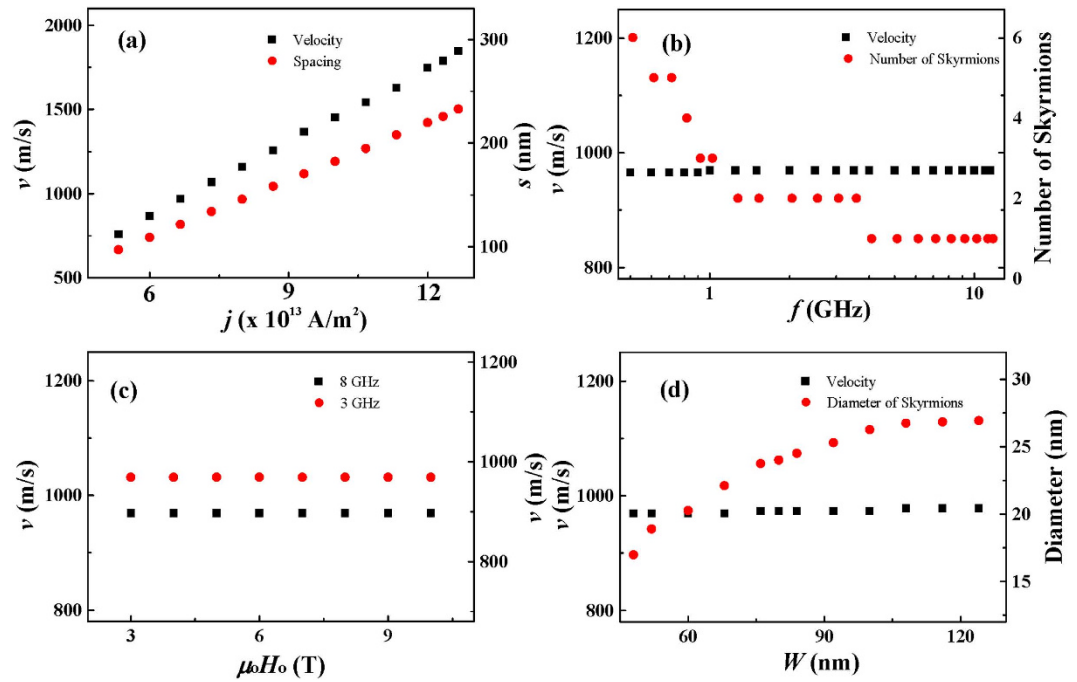 (a)
Velocity
Spacing
2000
1500
1000
500
v (m/s)
300
200
100
s (nm)
6
9
12
j (x 10¹³ A/m²)
(b)
Velocity
Number of Skyrmions
1200
1000
800
v (m/s)
6
4
2
0
Number of Skyrmions
1
10
f (GHz)
(c)
8 GHz
3 GHz
1200
1000
800
v (m/s)
1200
1000
800
v (m/s)
3
6
9
μ₀H₀ (T)
(d)
Velocity
Diameter of Skyrmions
1200
1000
800
v (m/s)
30
25
20
15
Diameter (nm)
60
90
120
W (nm)